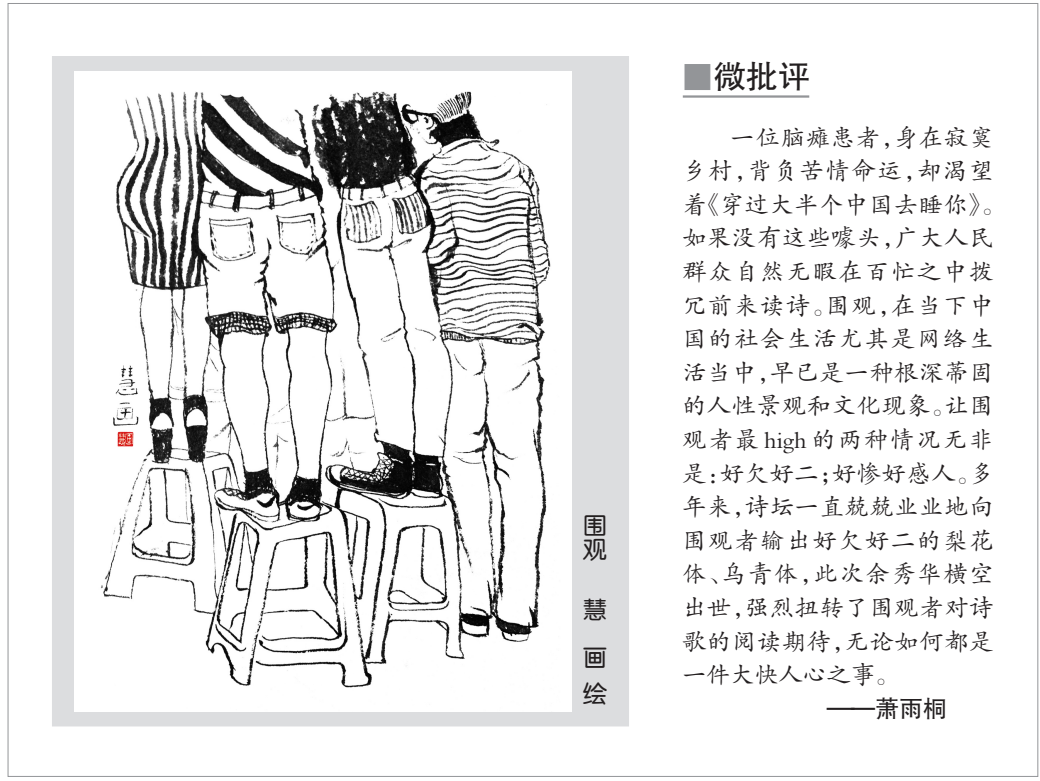 ■微批评
一位脑瘫患者,身在寂寞
乡村,背负苦情命运,却渴望
着《穿过大半个中国去睡你》。
如果没有这些噱头,广大人民
群众自然无暇在百忙之中拨
冗前来读诗。围观,在当下中
国的社会生活尤其是网络生
活当中,早已是一种根深蒂固
的人性景观和文化现象。让围
观者最 high 的两种情况无非
是:好欠好二;好惨好感人。多
年来,诗坛一直兢兢业业地向
围观者输出好欠好二的梨花
体、乌青体,此次余秀华横空
出世,强烈扭转了围观者对诗
歌的阅读期待,无论如何都是
一件大快人心之事。
——萧雨桐
围观 慧 画 绘
慧画